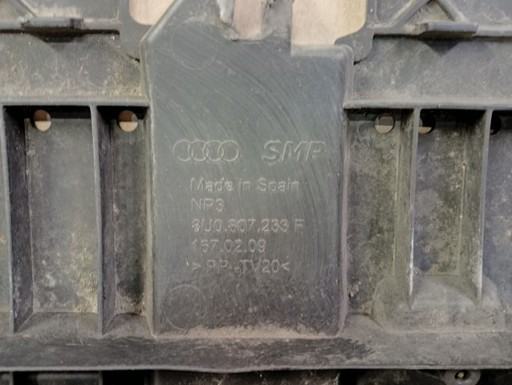 SMP
Made in Spain
NP3
8U0.807.233 F
157.02.09
>PP-TV20<